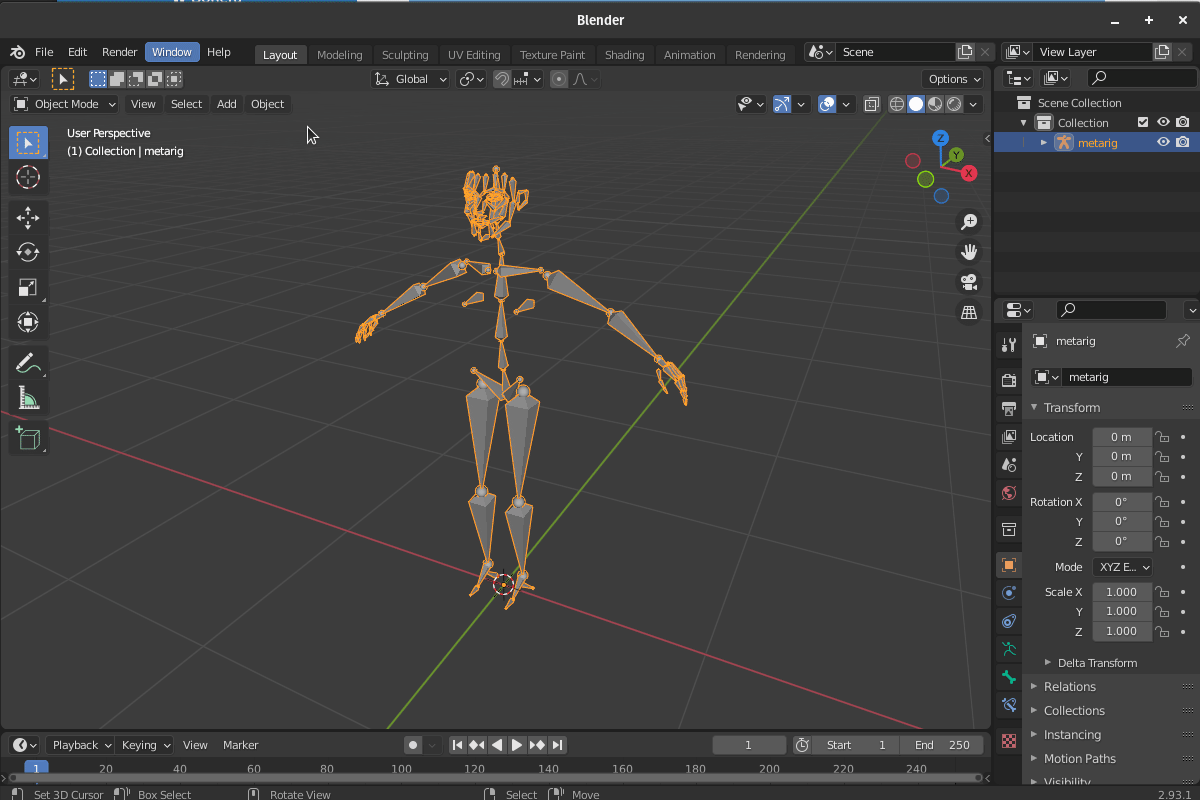 Blender
File Edit Render Window Help Layout Modeling Sculpting UV Editing Texture Paint Shading Animation Rendering Scene View Layer
Global Options
Object Mode View Select Add Object
User Perspective
(1) Collection | metarig
Z
Y
X
Scene Collection
Collection
metarig
metarig
metarig
Transform
Location 0 m
Y 0 m
Z 0 m
Rotation X 0°
Y 0°
Z 0°
Mode XYZ E...
Scale X 1.000
Y 1.000
Z 1.000
Delta Transform
Relations
Collections
Instancing
Motion Paths
Visibility
Playback Keying View Marker 1 Start 1 End 250
1 20 40 60 80 100 120 140 160 180 200 220 240
Set 3D Cursor Box Select Rotate View Select Move 2.93.1